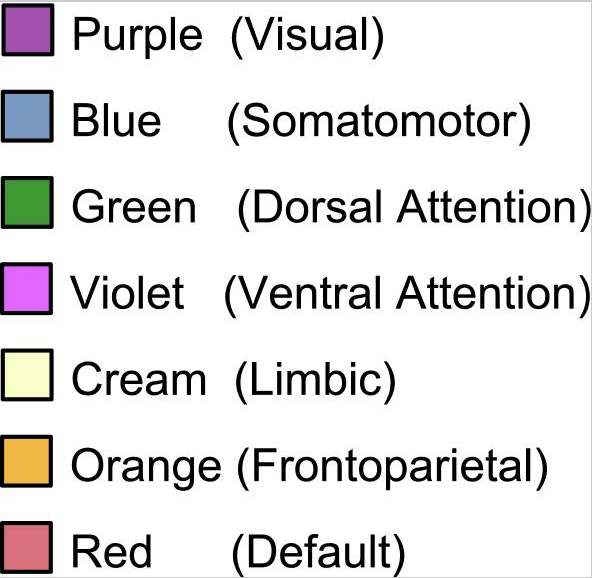 Purple (Visual)
Blue (Somatomotor)
Green (Dorsal Attention)
Violet (Ventral Attention)
Cream (Limbic)
Orange (Frontoparietal)
Red (Default)